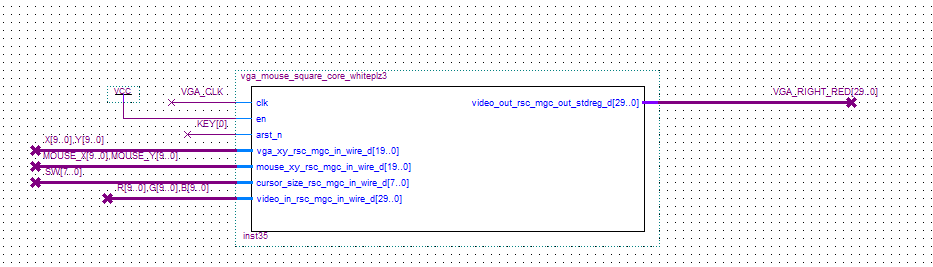 vga_mouse_square_core_whiteplz3
VCC
VGA_CLK
clk
video_out_rsc_mgc_out_stdreg_d[29..0]
VGA_RIGHT_RED[29..0]
en
KEY[0]
arst_n
X[9..0],Y[9..0]
vga_xy_rsc_mgc_in_wire_d[19..0]
MOUSE_X[9..0],MOUSE_Y[9..0]
mouse_xy_rsc_mgc_in_wire_d[19..0]
SW[7..0]
cursor_size_rsc_mgc_in_wire_d[7..0]
R[9..0],G[9..0],B[9..0]
video_in_rsc_mgc_in_wire_d[29..0]
inst35